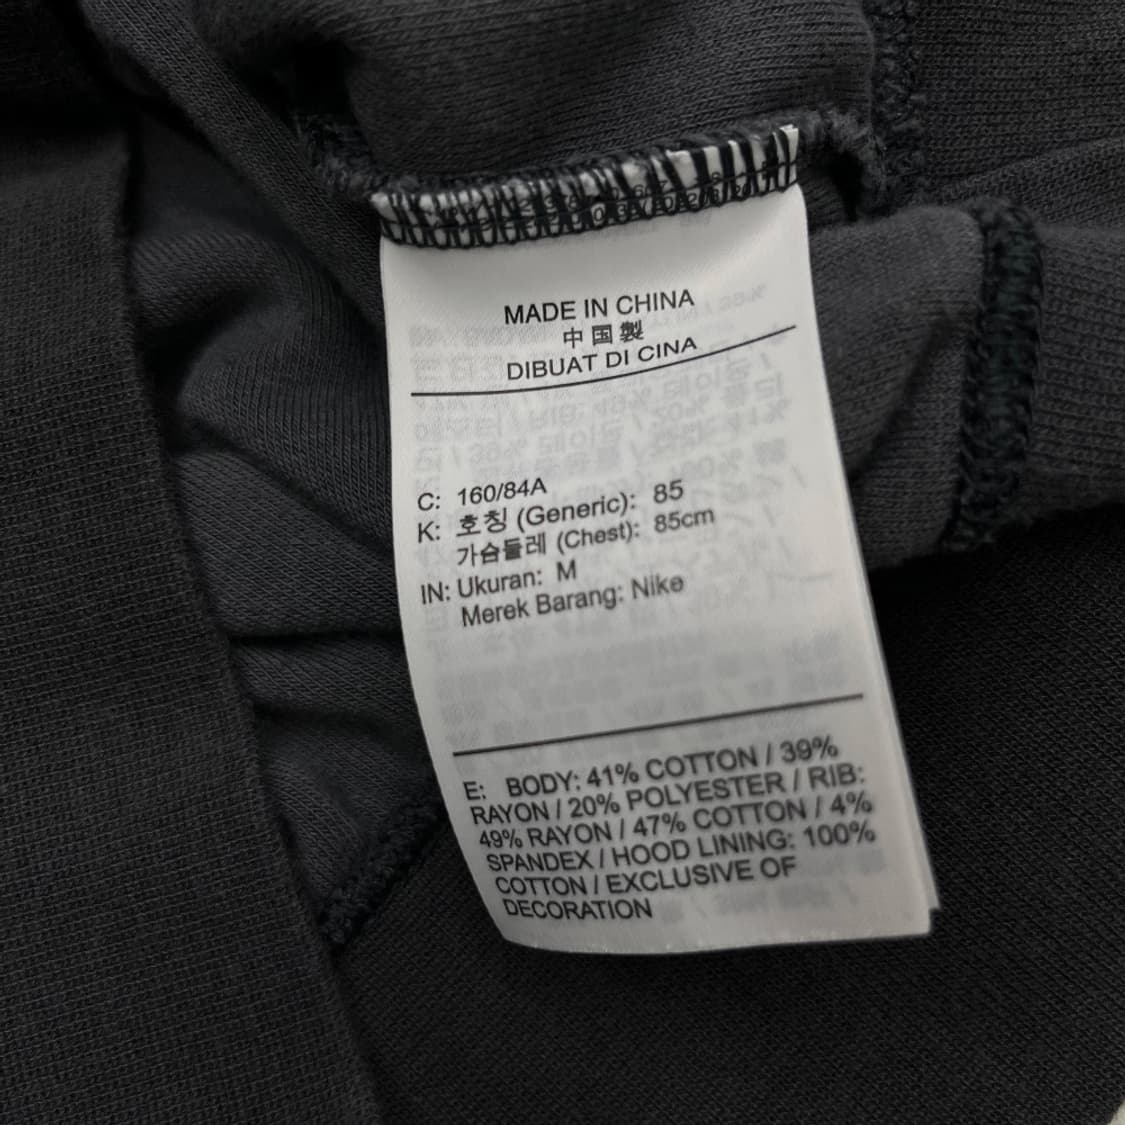 MADE IN CHINA
中国製
DIBUAT DI CINA
C: 160/84A
K: 호칭 (Generic): 85
가슴둘레 (Chest): 85cm
IN: Ukuran: M
Merek Barang: Nike
E: BODY: 41% COTTON / 39%
RAYON / 20% POLYESTER / RIB:
49% RAYON / 47% COTTON / 4%
SPANDEX / HOOD LINING: 100%
COTTON / EXCLUSIVE OF
DECORATION